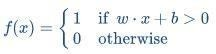 f(x) = { 1 if w · x + b > 0
0 otherwise